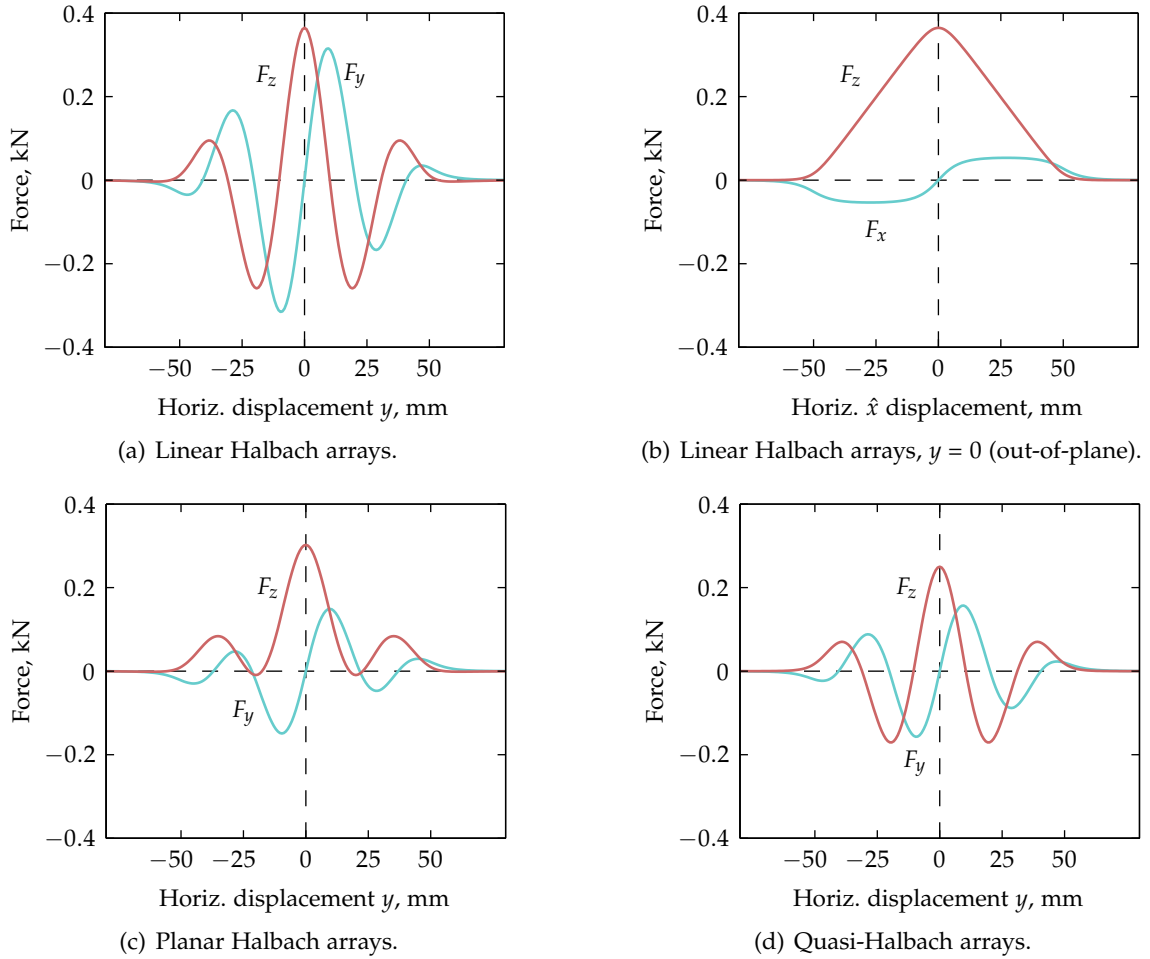 0.4
0.2
0
−0.2
−0.4
Force, kN
F_z
F_y
−50 −25 0 25 50
Horiz. displacement y, mm
(a) Linear Halbach arrays.
0.4
0.2
0
−0.2
−0.4
Force, kN
F_z
F_x
−50 −25 0 25 50
Horiz. x̂ displacement, mm
(b) Linear Halbach arrays, y = 0 (out-of-plane).
0.4
0.2
0
−0.2
−0.4
Force, kN
F_z
F_y
−50 −25 0 25 50
Horiz. displacement y, mm
(c) Planar Halbach arrays.
0.4
0.2
0
−0.2
−0.4
Force, kN
F_z
F_y
−50 −25 0 25 50
Horiz. displacement y, mm
(d) Quasi-Halbach arrays.